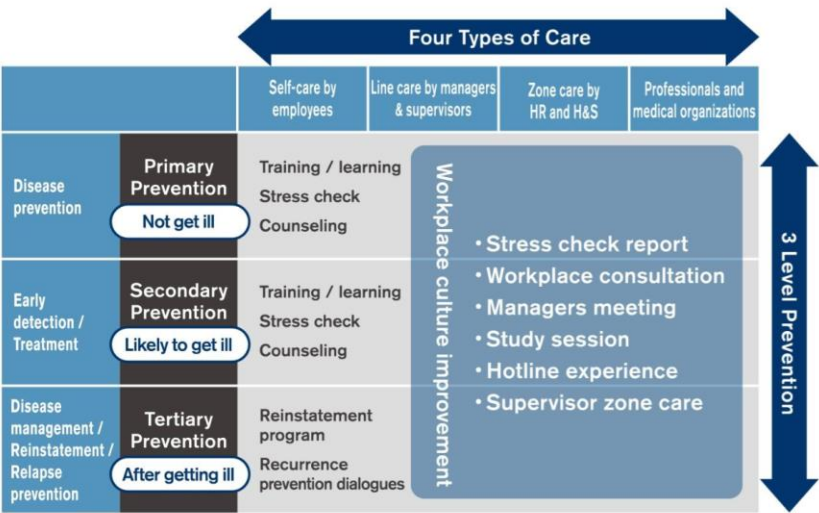 Four Types of Care
Self-care by
employees
Line care by managers
& supervisors
Zone care by
HR and H&S
Professionals and
medical organizations
Disease
prevention
Primary
Prevention
Not get ill
Training / learning
Stress check
Counseling
Early
detection /
Treatment
Secondary
Prevention
Likely to get ill
Training / learning
Stress check
Counseling
Disease
management /
Reinstatement /
Relapse
prevention
Tertiary
Prevention
After getting ill
Reinstatement
program
Recurrence
prevention dialogues
Workplace culture improvement
• Stress check report
• Workplace consultation
• Managers meeting
• Study session
• Hotline experience
• Supervisor zone care
3 Level Prevention